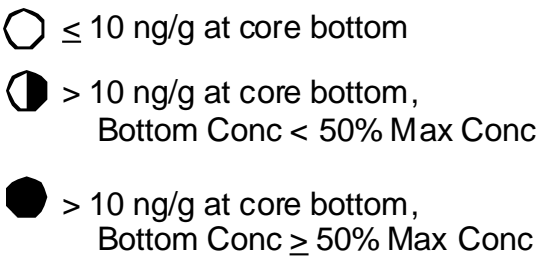 ≤ 10 ng/g at core bottom
> 10 ng/g at core bottom,
Bottom Conc < 50% Max Conc
> 10 ng/g at core bottom,
Bottom Conc ≥ 50% Max Conc